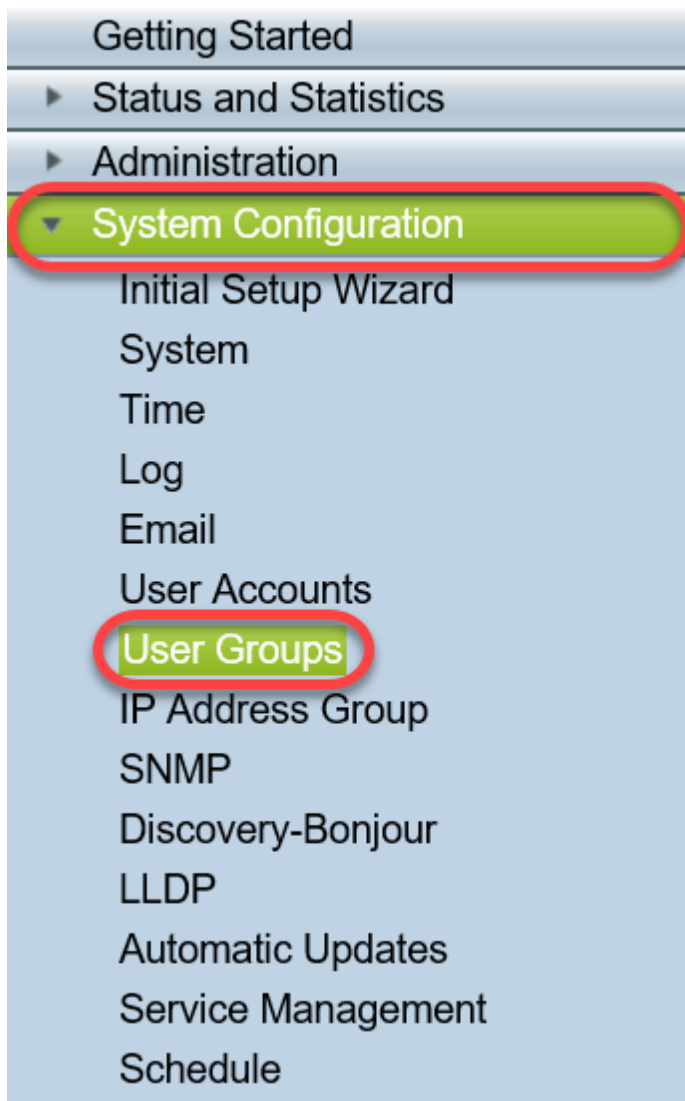 Getting Started
Status and Statistics
Administration
System Configuration
Initial Setup Wizard
System
Time
Log
Email
User Accounts
User Groups
IP Address Group
SNMP
Discovery-Bonjour
LLDP
Automatic Updates
Service Management
Schedule